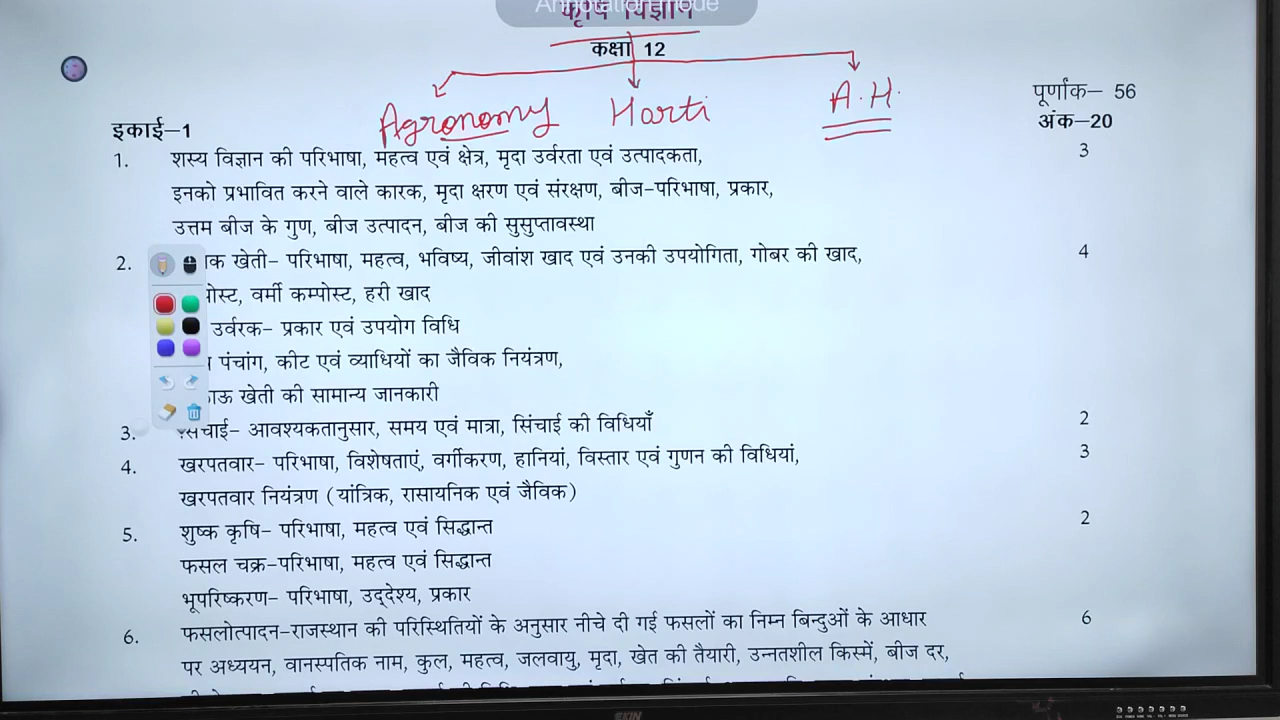 Annotation mode
कृषि विज्ञान
कक्षा 12
Agronomy Horti A.H.
पूर्णांक– 56
इकाई–1 अंक–20
1. शस्य विज्ञान की परिभाषा, महत्व एवं क्षेत्र, मृदा उर्वरता एवं उत्पादकता, 3
इनको प्रभावित करने वाले कारक, मृदा क्षरण एवं संरक्षण, बीज–परिभाषा, प्रकार,
उत्तम बीज के गुण, बीज उत्पादन, बीज की सुसुप्तावस्था
2. खेती– परिभाषा, महत्व, भविष्य, जीवांश खाद एवं उनकी उपयोगिता, गोबर की खाद, 4
वर्मी कम्पोस्ट, हरी खाद
उर्वरक– प्रकार एवं उपयोग विधि
पंचांग, कीट एवं व्याधियों का जैविक नियंत्रण,
खेती की सामान्य जानकारी
3. सिंचाई– आवश्यकतानुसार, समय एवं मात्रा, सिंचाई की विधियाँ 2
4. खरपतवार– परिभाषा, विशेषताएं, वर्गीकरण, हानियां, विस्तार एवं गुणन की विधियां, 3
खरपतवार नियंत्रण (यांत्रिक, रासायनिक एवं जैविक)
5. शुष्क कृषि– परिभाषा, महत्व एवं सिद्धान्त 2
फसल चक्र–परिभाषा, महत्व एवं सिद्धान्त
भूपरिष्करण– परिभाषा, उद्देश्य, प्रकार
6. फसलोत्पादन–राजस्थान की परिस्थितियों के अनुसार नीचे दी गई फसलों का निम्न बिन्दुओं के आधार 6
पर अध्ययन, वानस्पतिक नाम, कुल, महत्व, जलवायु, मृदा, खेत की तैयारी, उन्नतशील किस्में, बीज दर,